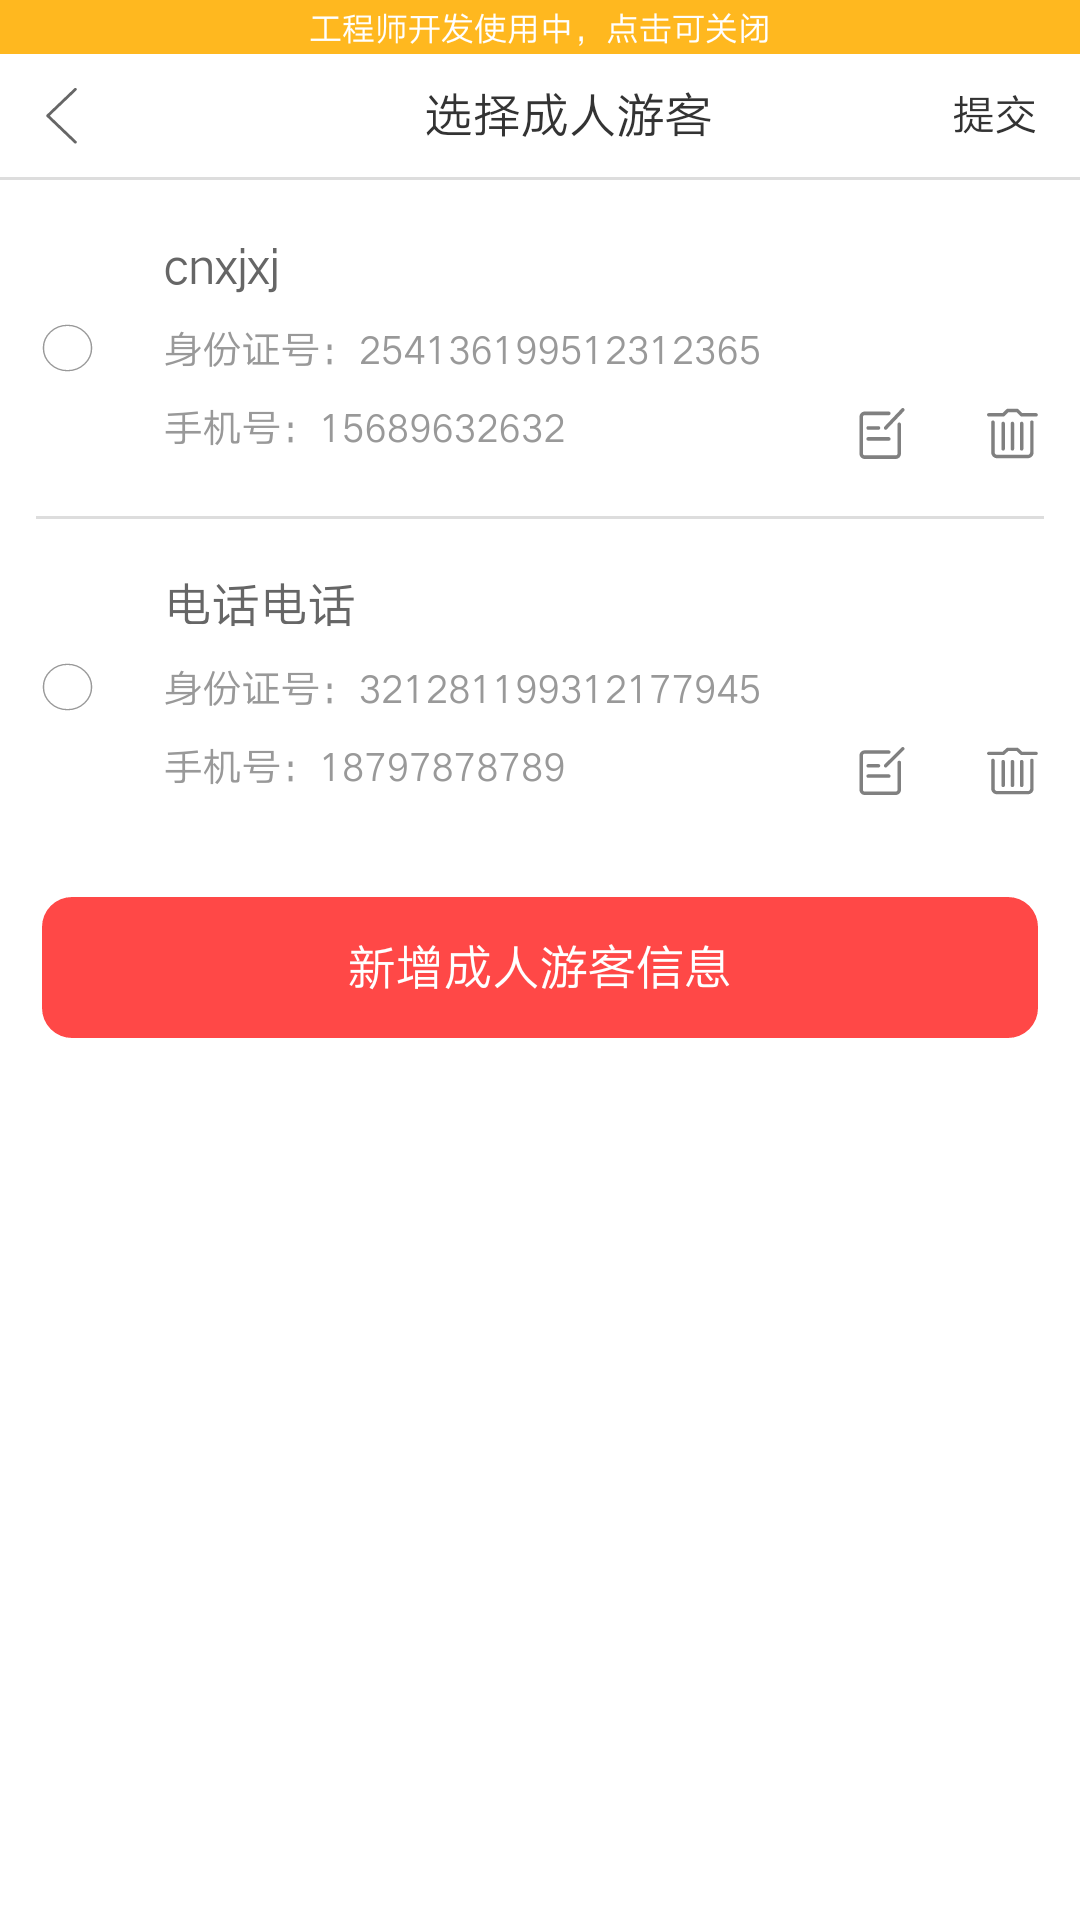 工程师开发使用中，点击可关闭
选择成人游客
提交
cnxjxj
身份证号：254136199512312365
手机号：15689632632
电话电话
身份证号：321281199312177945
手机号：18797878789
新增成人游客信息